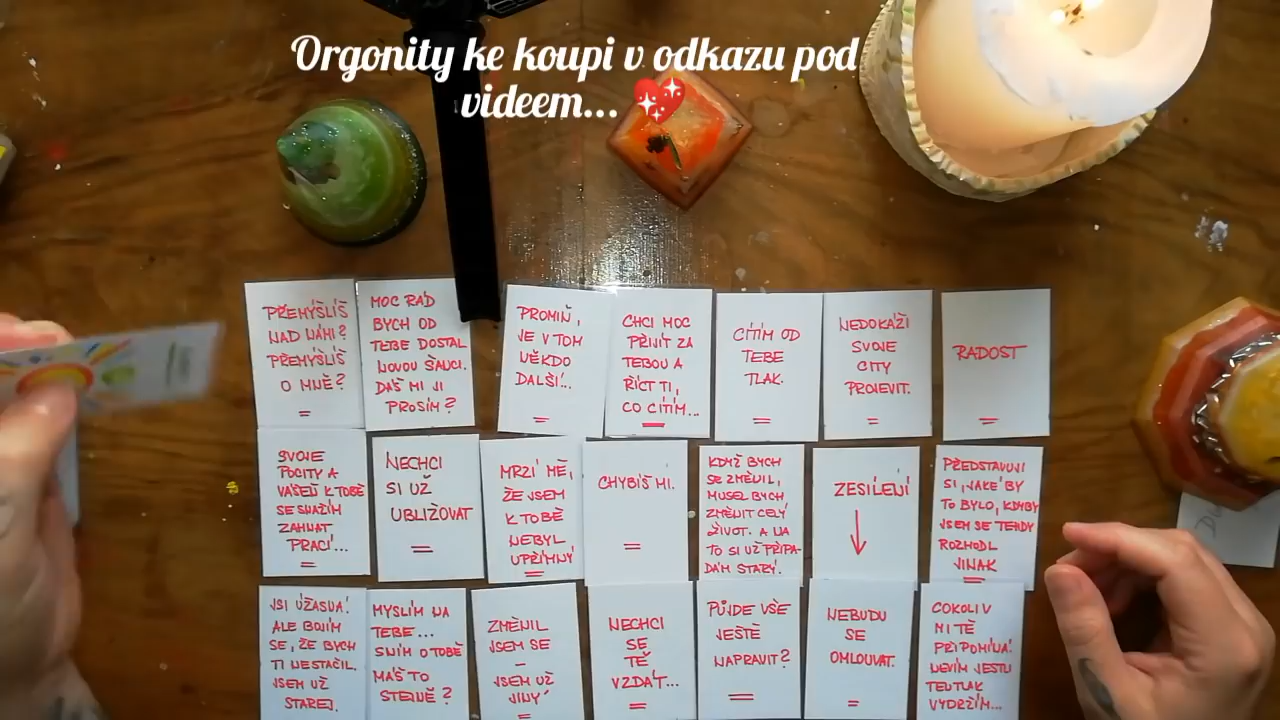 Orgonity ke koupi v odkazu pod
videem... 💖
PŘEMÝŠLÍŠ
NAD NÁMI?
PŘEMÝŠLÍŠ
O MNĚ?
MOC RÁD
BYCH OD
TEBE DOSTAL
NOVOU ŠANCI.
DÁŠ MI JI
PROSÍM?
PROMIŇ,
JE V TOM
NĚKDO
DALŠÍ...
CHCI MOC
PŘIJÍT ZA
TEBOU A
ŘÍCT TI,
CO CÍTÍM...
CÍTÍM OD
TEBE
TLAK.
NEDOKÁŽI
SVOJE
CITY
PROJEVIT.
RADOST
SVOJE
POCITY A
VÁŠEŇ K TOBĚ
SE SNAŽÍM
ZAHNAT
PRACÍ...
NECHCI
SI UŽ
UBLIŽOVAT
MRZÍ MĚ,
ŽE JSEM
K TOBĚ
NEBYL
UPŘÍMNÝ
CHYBÍŠ MI.
KDYŽ BYCH
SE ZMĚNIL,
MUSEL BYCH
ZMĚNIT CELÝ
ŽIVOT. A NA
TO SI UŽ PŘIPA-
DÁM STARÝ.
ZESÍLENÍ
PŘEDSTAVUJI
SI, JAKÉ BY
TO BYLO, KDYBY
JSEM SE TEHDY
ROZHODL
JINAK
JSI ÚŽASNÁ!
ALE BOJÍM
SE, ŽE BYCH
TI NESTAČIL.
JSEM UŽ
STAREJ.
MYSLÍM NA
TEBE...
SNÍM O TOBĚ
MÁŠ TO
STEJNĚ?
ZMĚNIL
JSEM SE
–
JSEM UŽ
JINÝ
NECHCI
SE
TĚ
VZDÁT...
PŮJDE VŠE
JEŠTĚ
NAPRAVIT?
NEBUDU
SE
OMLOUVAT.
COKOLIV
MI TĚ
PŘIPOMÍNÁ!
NEVÍM JESTLI
TEN TLAK
VYDRŽÍM...